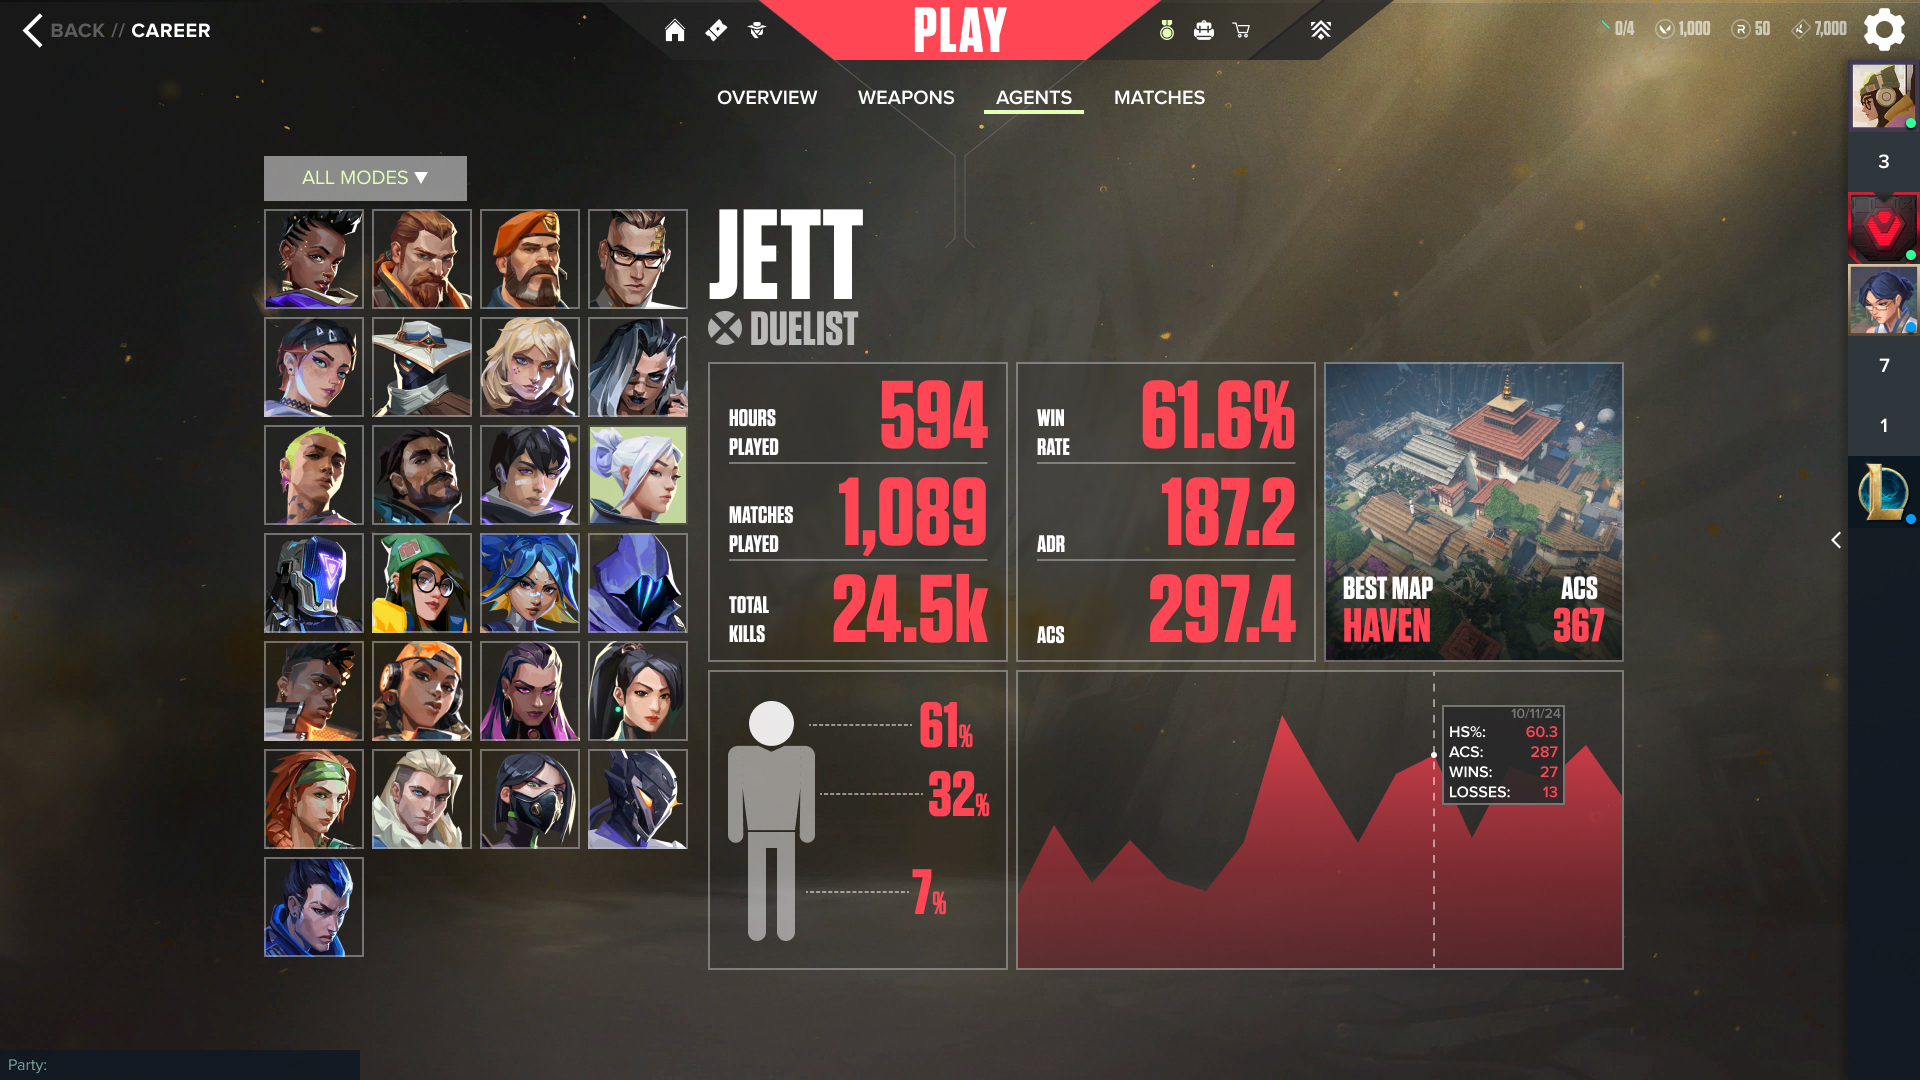 BACK // CAREER
PLAY
0/4
1,000
R 50
7,000
OVERVIEW
WEAPONS
AGENTS
MATCHES
3
7
1
ALL MODES ▼
JETT
DUELIST
HOURS
PLAYED
594
MATCHES
PLAYED
1,089
TOTAL
KILLS
24.5k
WIN
RATE
61.6%
ADR
187.2
ACS
297.4
BEST MAP
HAVEN
ACS
367
61%
32%
7%
10/11/24
HS%: 60.3
ACS: 287
WINS: 27
LOSSES: 13
Party: